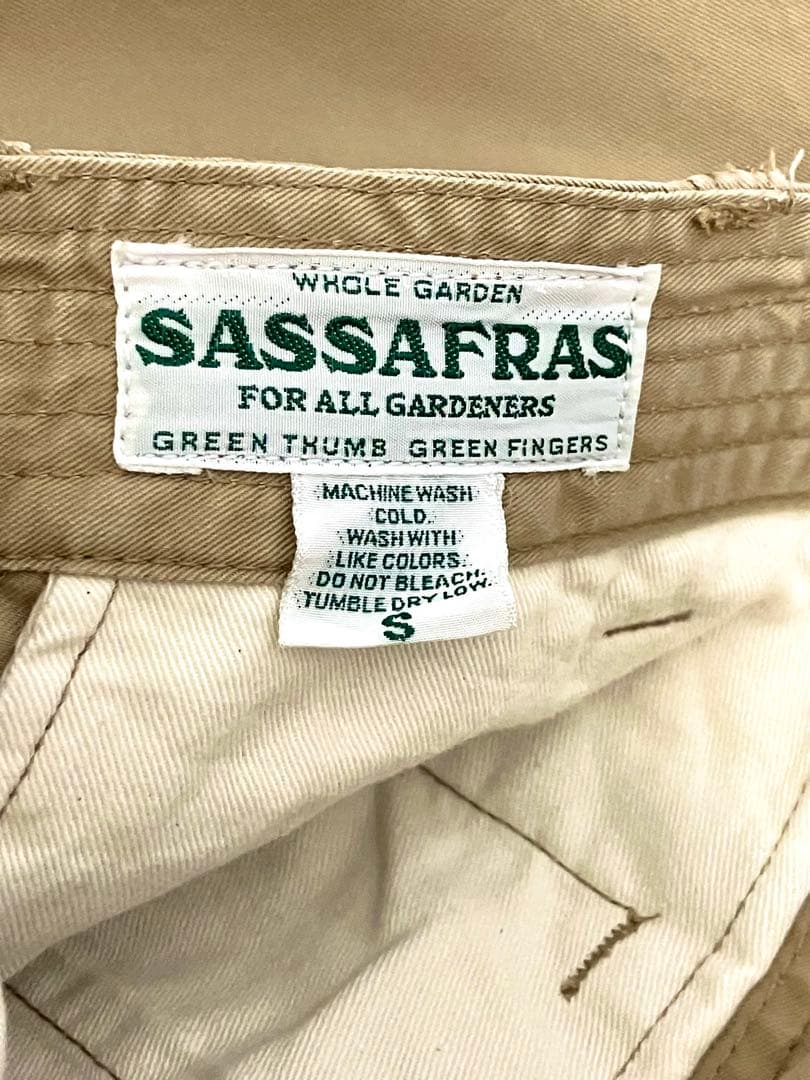 WHOLE GARDEN
SASSAFRAS
FOR ALL GARDENERS
GREEN THUMB GREEN FINGERS
MACHINE WASH
COLD.
WASH WITH
LIKE COLORS.
DO NOT BLEACH.
TUMBLE DRY LOW.
S